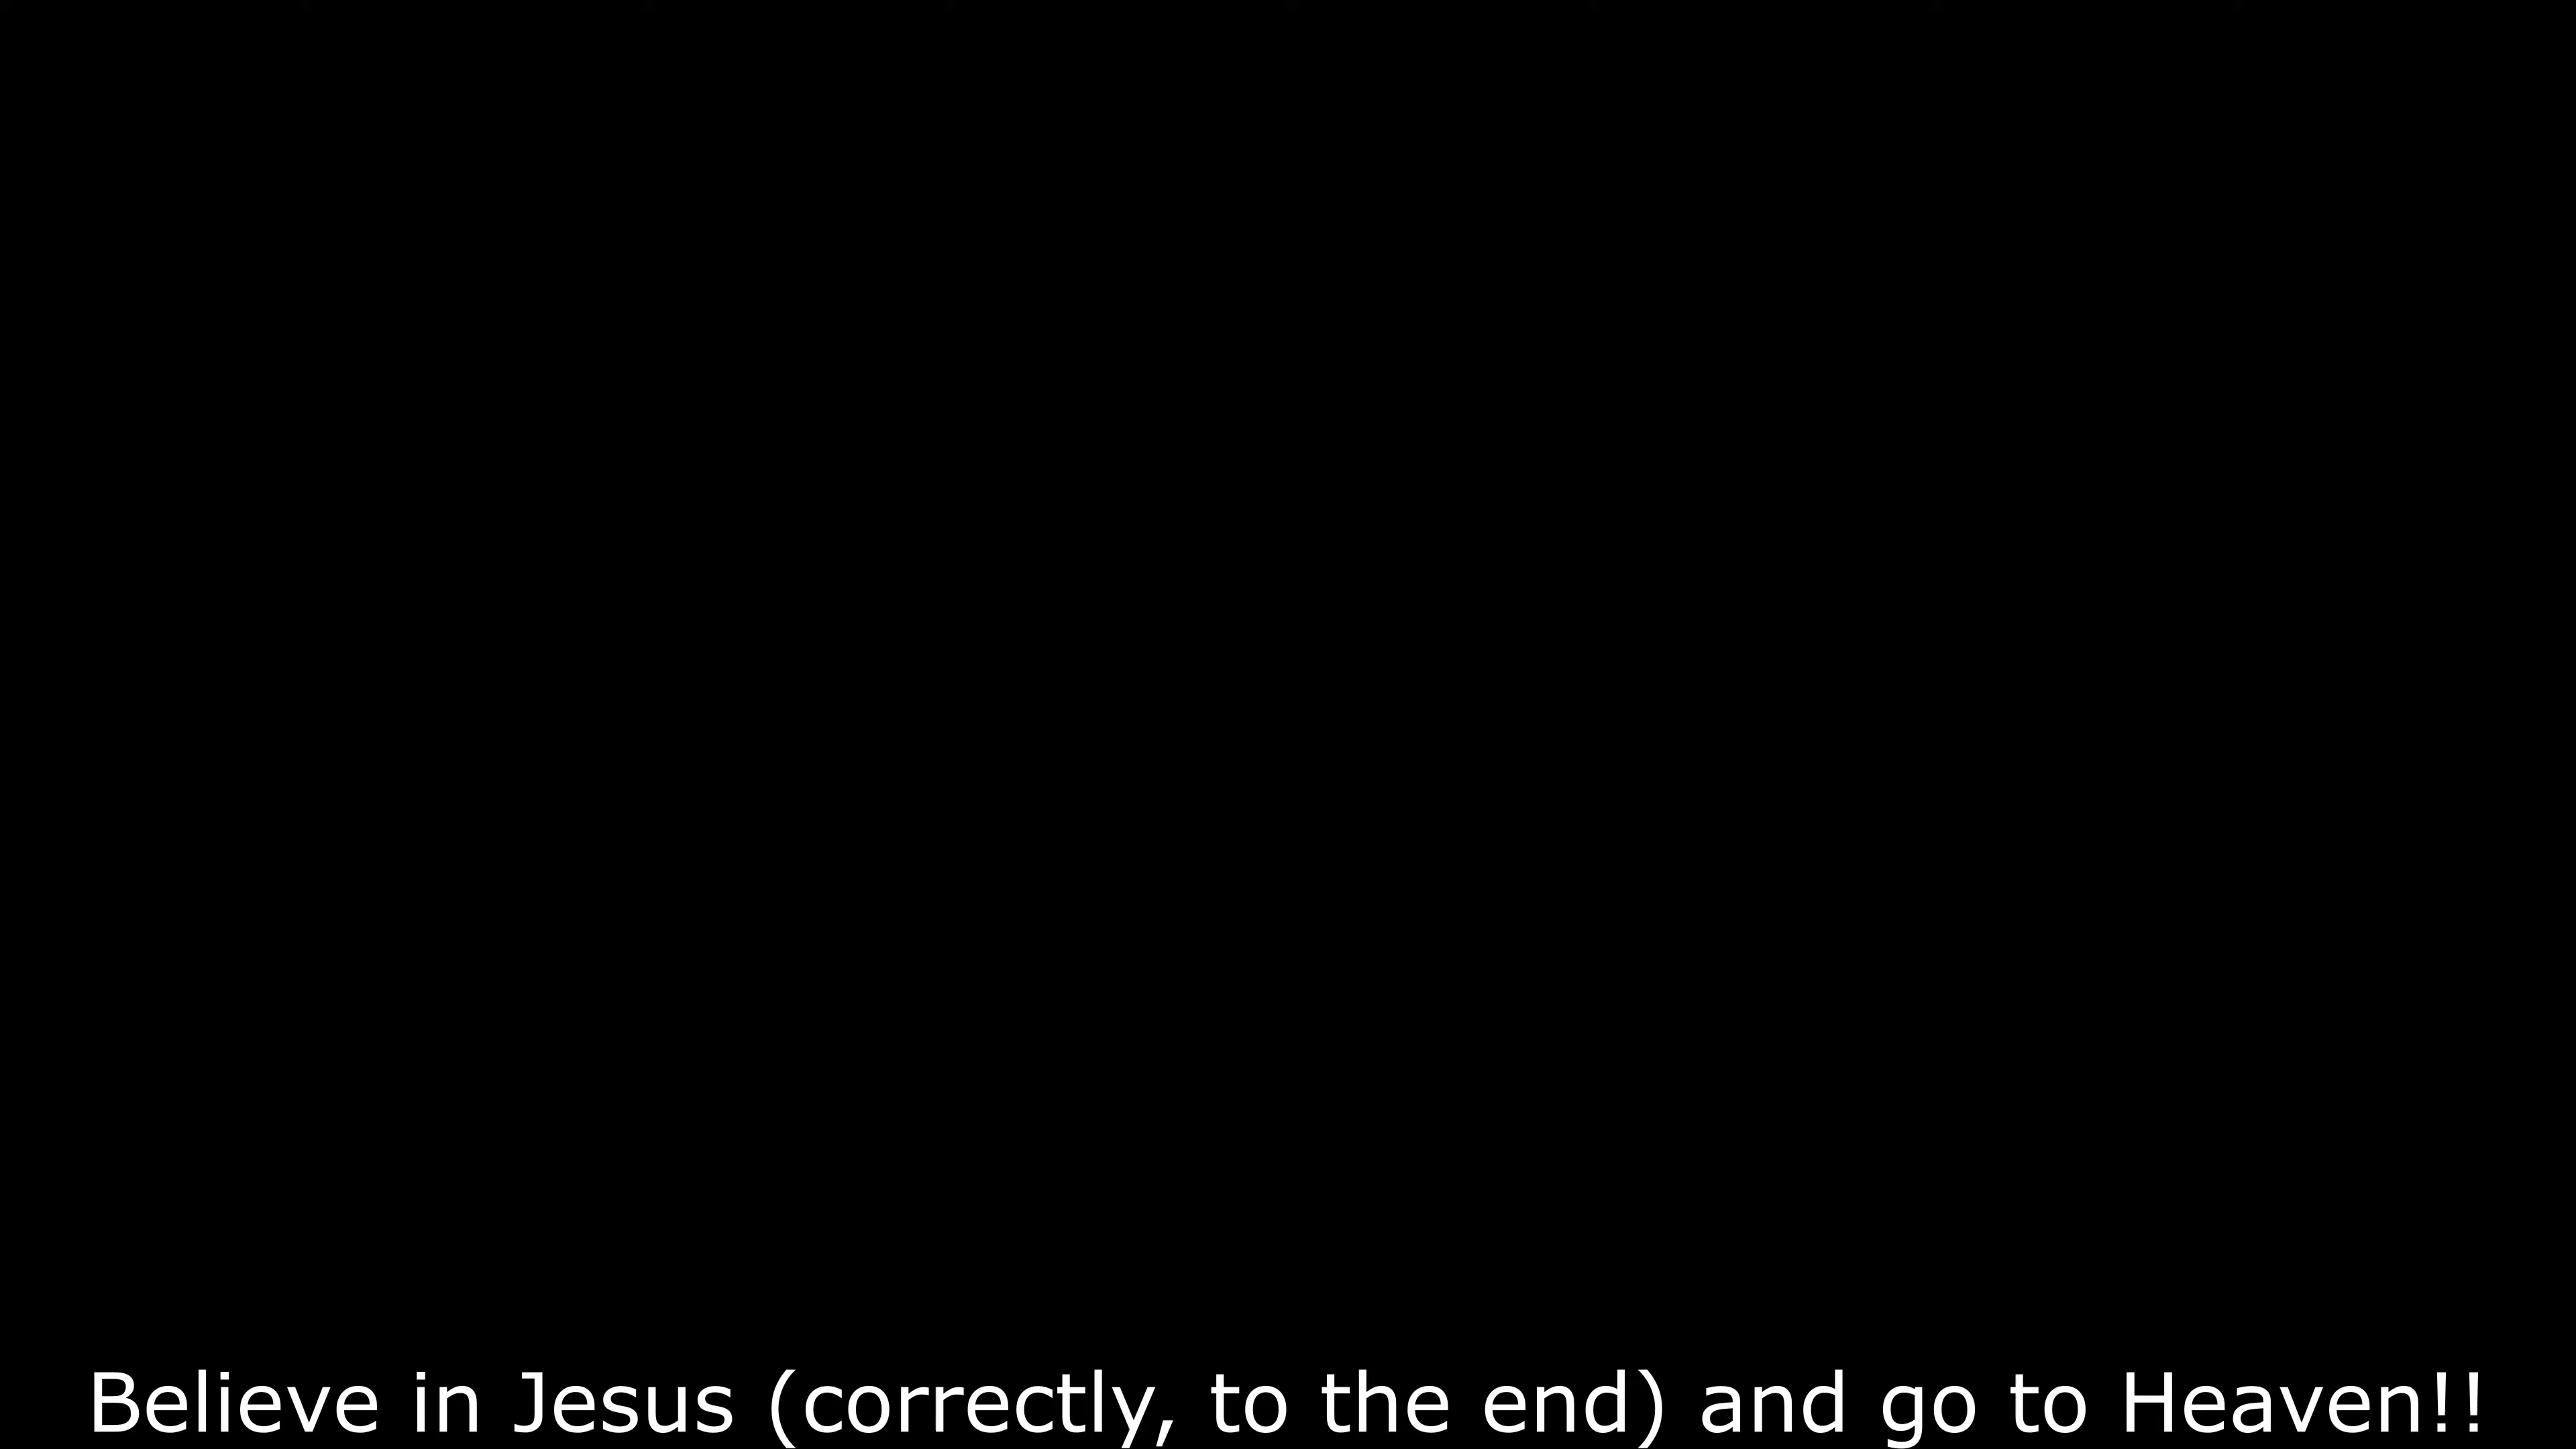 Believe in Jesus (correctly, to the end) and go to Heaven!!